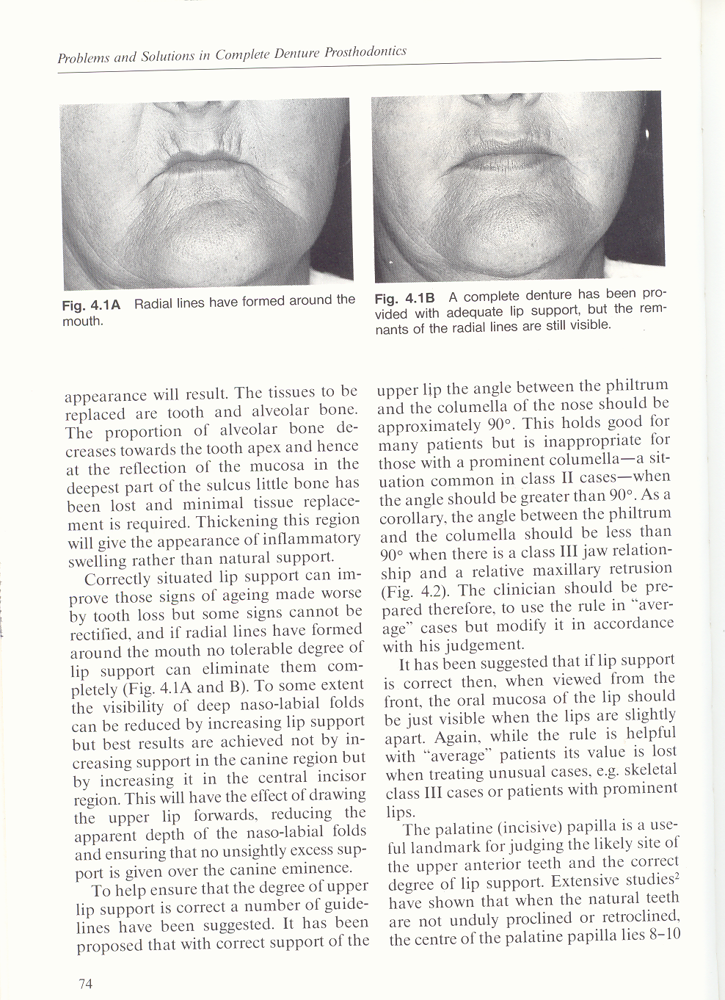 Problems and Solutions in Complete Denture Prosthodontics
Fig. 4.1A Radial lines have formed around the
mouth.
Fig. 4.1B A complete denture has been pro-
vided with adequate lip support, but the rem-
nants of the radial lines are still visible.
appearance will result. The tissues to be
replaced are tooth and alveolar bone.
The proportion of alveolar bone de-
creases towards the tooth apex and hence
at the reflection of the mucosa in the
deepest part of the sulcus little bone has
been lost and minimal tissue replace-
ment is required. Thickening this region
will give the appearance of inflammatory
swelling rather than natural support.
Correctly situated lip support can im-
prove those signs of ageing made worse
by tooth loss but some signs cannot be
rectified, and if radial lines have formed
around the mouth no tolerable degree of
lip support can eliminate them com-
pletely (Fig. 4.1A and B). To some extent
the visibility of deep naso-labial folds
can be reduced by increasing lip support
but best results are achieved not by in-
creasing support in the canine region but
by increasing it in the central incisor
region. This will have the effect of drawing
the upper lip forwards, reducing the
apparent depth of the naso-labial folds
and ensuring that no unsightly excess sup-
port is given over the canine eminence.
To help ensure that the degree of upper
lip support is correct a number of guide-
lines have been suggested. It has been
proposed that with correct support of the
upper lip the angle between the philtrum
and the columella of the nose should be
approximately 90°. This holds good for
many patients but is inappropriate for
those with a prominent columella—a sit-
uation common in class II cases—when
the angle should be greater than 90°. As a
corollary, the angle between the philtrum
and the columella should be less than
90° when there is a class III jaw relation-
ship and a relative maxillary retrusion
(Fig. 4.2). The clinician should be pre-
pared therefore, to use the rule in “aver-
age” cases but modify it in accordance
with his judgement.
It has been suggested that if lip support
is correct then, when viewed from the
front, the oral mucosa of the lip should
be just visible when the lips are slightly
apart. Again, while the rule is helpful
with “average” patients its value is lost
when treating unusual cases, e.g. skeletal
class III cases or patients with prominent
lips.
The palatine (incisive) papilla is a use-
ful landmark for judging the likely site of
the upper anterior teeth and the correct
degree of lip support. Extensive studies²
have shown that when the natural teeth
are not unduly proclined or retroclined,
the centre of the palatine papilla lies 8–10
74